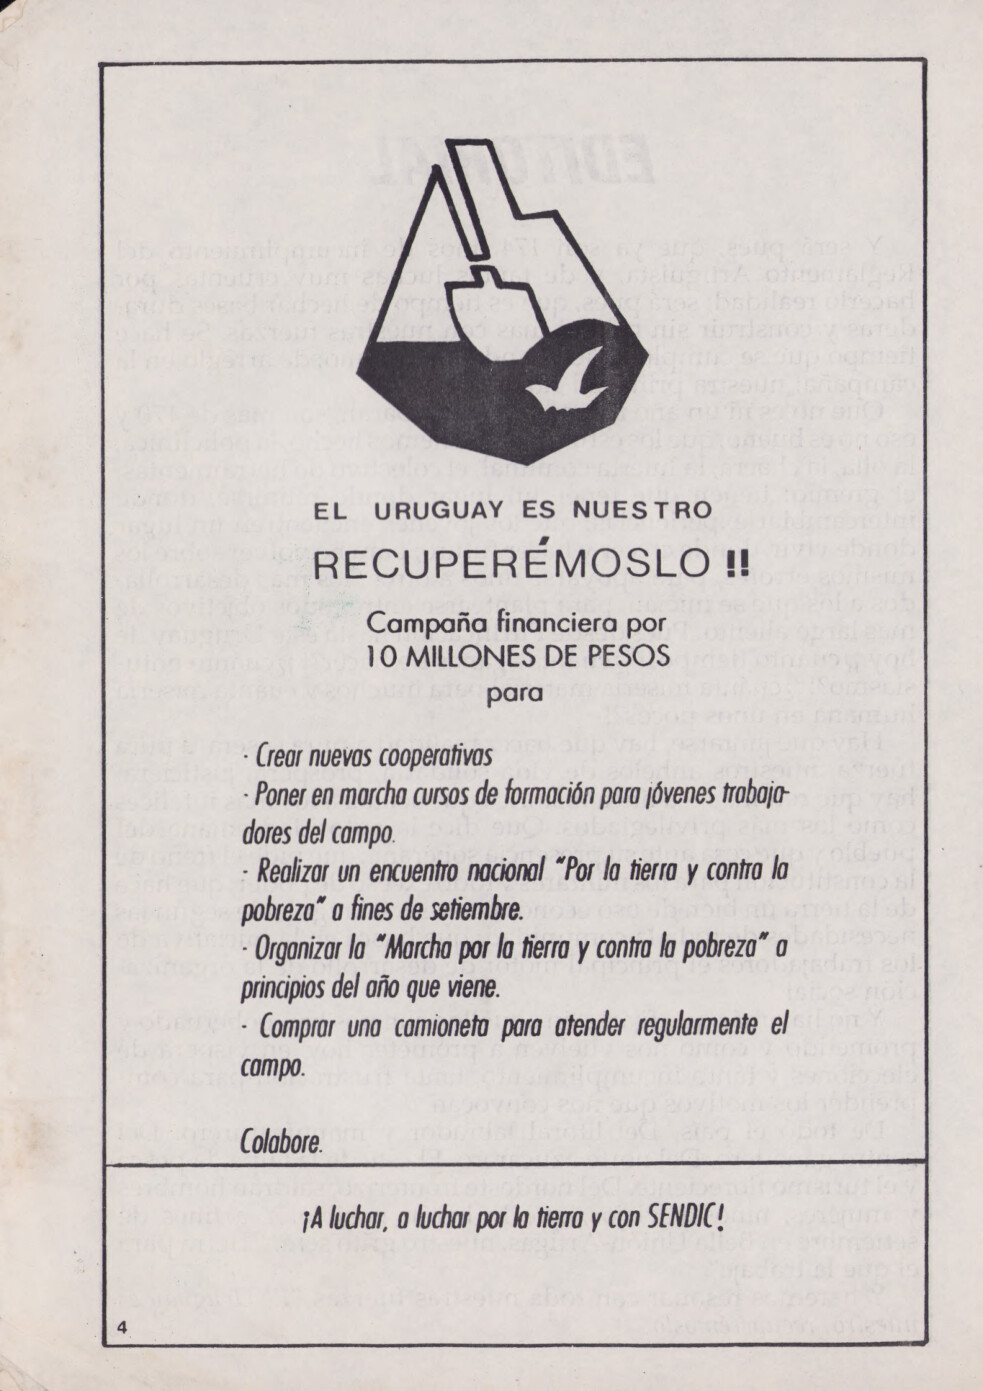 EL URUGUAY ES NUESTRO
RECUPERÉMOSLO !!
Campaña financiera por
10 MILLONES DE PESOS
para
· Crear nuevas cooperativas
· Poner en marcha cursos de formación para jóvenes trabaja-
dores del campo.
· Realizar un encuentro nacional "Por la tierra y contra la
pobreza" a fines de setiembre.
· Organizar la "Marcha por la tierra y contra la pobreza" a
principios del año que viene.
· Comprar una camioneta para atender regularmente el
campo.
Colabore.
¡A luchar, a luchar por la tierra y con SENDIC!
4